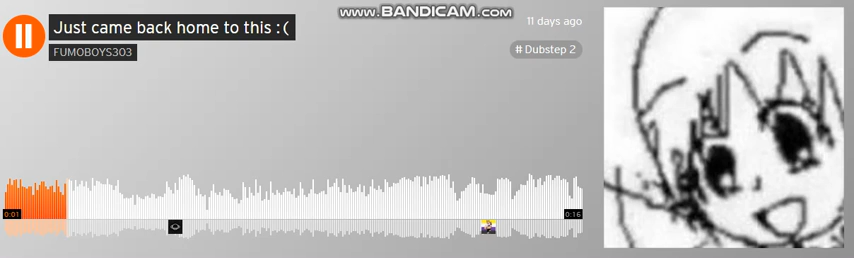 www.BANDICAM.com
Just came back home to this :(
11 days ago
FUMOBOYS303
# Dubstep 2
0:01
0:16